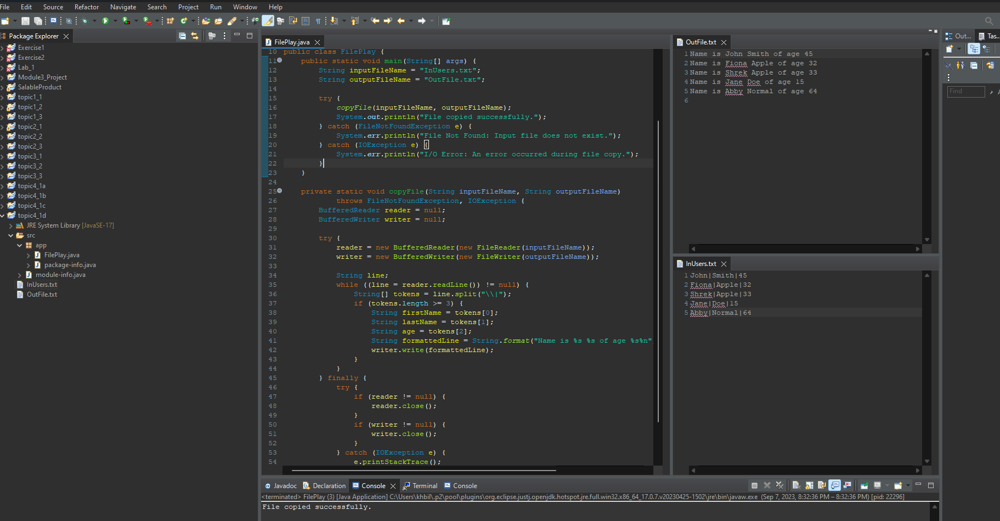 File Edit Source Refactor Navigate Search Project Run Window Help
Package Explorer
Exercise1
Exercise2
Lab_1
Module3_Project
SalableProduct
topic1_1
topic1_2
topic1_3
topic2_1
topic2_2
topic2_3
topic3_1
topic3_2
topic3_3
topic4_1a
topic4_1b
topic4_1c
topic4_1d
JRE System Library [JavaSE-17]
src
app
FilePlay.java
package-info.java
module-info.java
InUsers.txt
OutFile.txt
FilePlay.java
10 public class FilePlay {
11 public static void main(String[] args) {
12 String inputFileName = "InUsers.txt";
13 String outputFileName = "OutFile.txt";
14
15 try {
16 copyFile(inputFileName, outputFileName);
17 System.out.println("File copied successfully.");
18 } catch (FileNotFoundException e) {
19 System.err.println("File Not Found: Input file does not exist.");
20 } catch (IOException e) {
21 System.err.println("I/O Error: An error occurred during file copy.");
22 }
23 }
24
25 private static void copyFile(String inputFileName, String outputFileName)
26 throws FileNotFoundException, IOException {
27 BufferedReader reader = null;
28 BufferedWriter writer = null;
29
30 try {
31 reader = new BufferedReader(new FileReader(inputFileName));
32 writer = new BufferedWriter(new FileWriter(outputFileName));
33
34 String line;
35 while ((line = reader.readLine()) != null) {
36 String[] tokens = line.split("\\|");
37 if (tokens.length >= 3) {
38 String firstName = tokens[0];
39 String lastName = tokens[1];
40 String age = tokens[2];
41 String formattedLine = String.format("Name is %s %s of age %s%n"
42 writer.write(formattedLine);
43 }
44 }
45 } finally {
46 try {
47 if (reader != null) {
48 reader.close();
49 }
50 if (writer != null) {
51 writer.close();
52 }
53 } catch (IOException e) {
54 e.printStackTrace();
OutFile.txt
1 Name is John Smith of age 45
2 Name is Fiona Apple of age 32
3 Name is Shrek Apple of age 33
4 Name is Jane Doe of age 15
5 Name is Abby Normal of age 64
6
InUsers.txt
1 John|Smith|45
2 Fiona|Apple|32
3 Shrek|Apple|33
4 Jane|Doe|15
5 Abby|Normal|64
Out... Tas...
Find
Javadoc Declaration Console Terminal Console
<terminated> FilePlay (3) [Java Application] C:\Users\khbil\.p2\pool\plugins\org.eclipse.justj.openjdk.hotspot.jre.full.win32.x86_64_17.0.7.v20230425-1502\jre\bin\javaw.exe (Sep 7, 2023, 8:32:36 PM – 8:32:36 PM) [pid: 22296]
File copied successfully.